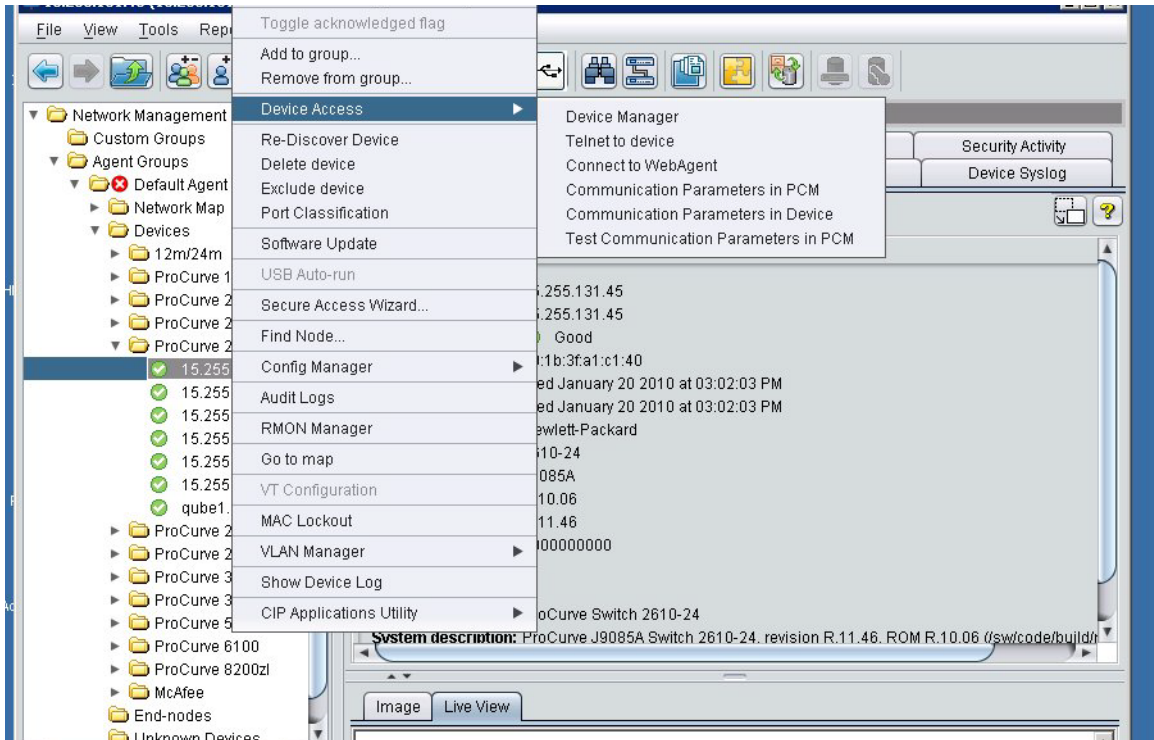 File View Tools
Toggle acknowledged flag
Add to group...
Remove from group...
Device Access
Re-Discover Device
Delete device
Exclude device
Port Classification
Software Update
USB Auto-run
Secure Access Wizard...
Find Node...
Config Manager
Audit Logs
RMON Manager
Go to map
VT Configuration
MAC Lockout
VLAN Manager
Show Device Log
CIP Applications Utility
Device Manager
Telnet to device
Connect to WebAgent
Communication Parameters in PCM
Communication Parameters in Device
Test Communication Parameters in PCM
Network Management
Custom Groups
Agent Groups
Default Agent
Network Map
Devices
12m/24m
ProCurve 1
ProCurve 2
ProCurve 2
ProCurve 2
15.255
15.255
15.255
15.255
15.255
15.255
qube1.
ProCurve 2
ProCurve 2
ProCurve 3
ProCurve 3
ProCurve 5
ProCurve 6100
ProCurve 8200zl
McAfee
End-nodes
Unknown Devices
Security Activity
Device Syslog
.255.131.45
.255.131.45
Good
:1b:3f:a1:c1:40
ed January 20 2010 at 03:02:03 PM
ed January 20 2010 at 03:02:03 PM
ewlett-Packard
10-24
085A
10.06
11.46
000000000
oCurve Switch 2610-24
System description: ProCurve J9085A Switch 2610-24, revision R.11.46, ROM R.10.06 (/sw/code/build/r
Image Live View